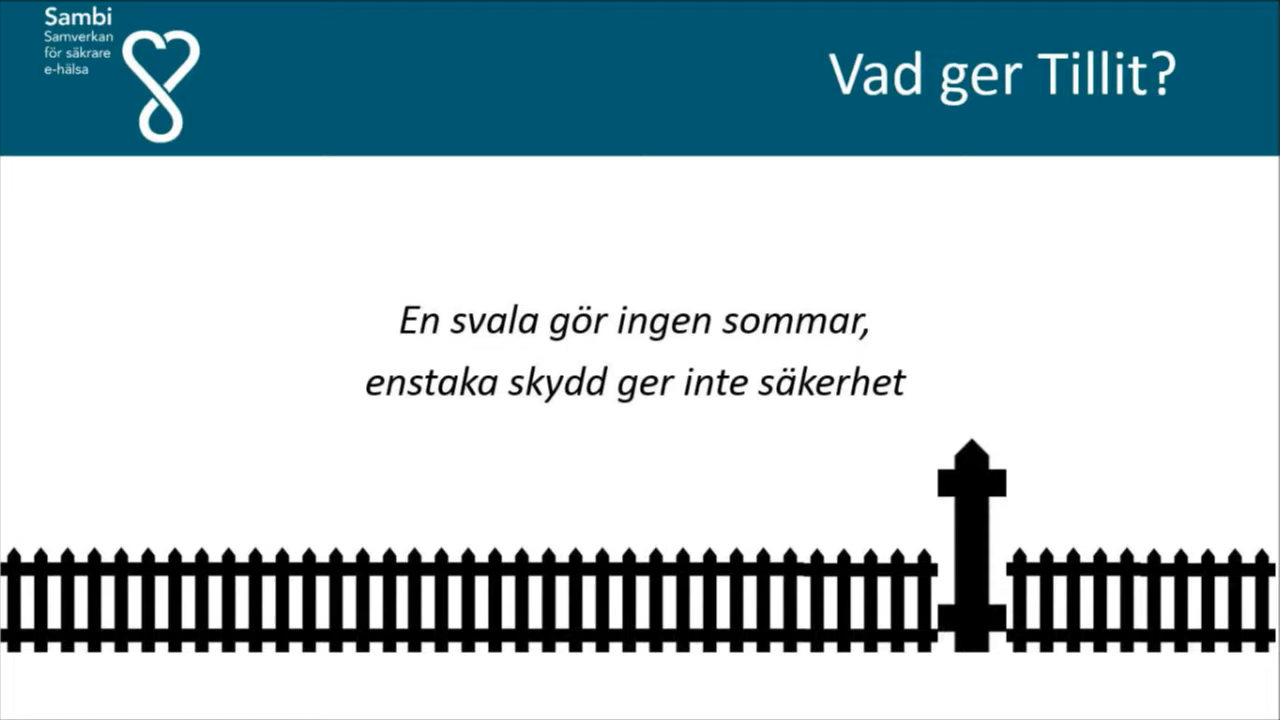 Sambi
Samverkan
för säkrare
e-hälsa
Vad ger Tillit?
En svala gör ingen sommar,
enstaka skydd ger inte säkerhet